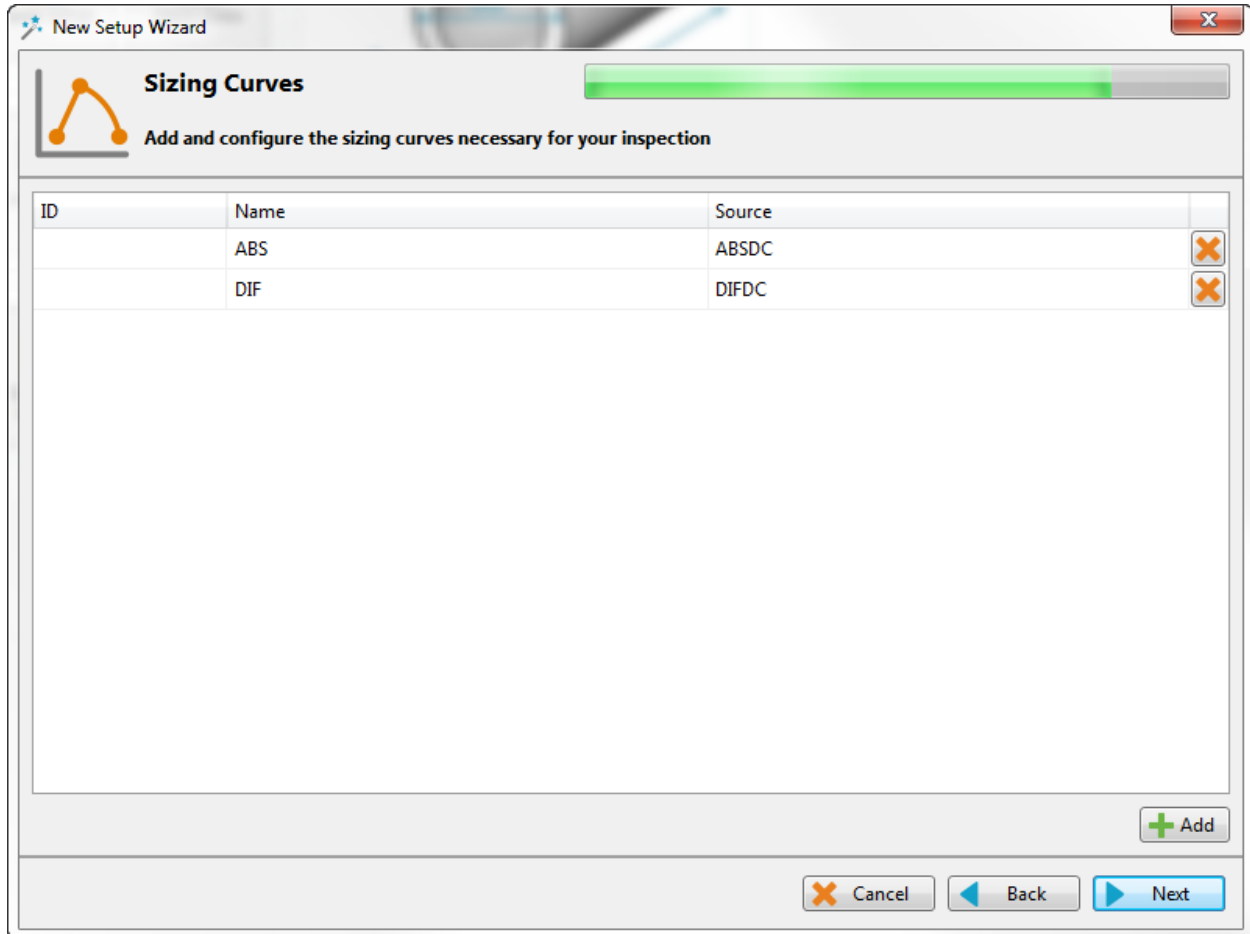 New Setup Wizard
Sizing Curves
Add and configure the sizing curves necessary for your inspection
ID Name Source
ABS ABSDC
DIF DIFDC
Add
Cancel Back Next